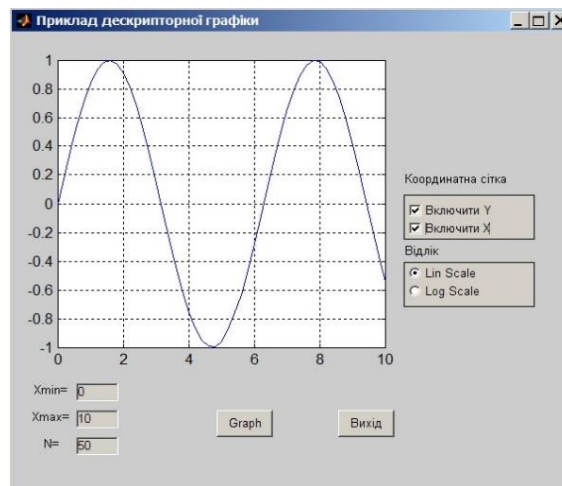 Приклад дескрипторної графіки
1
0.8
0.6
0.4
0.2
0
-0.2
-0.4
-0.6
-0.8
-1
0 2 4 6 8 10
Координатна сітка
Включити Y
Включити X
Відлік
Lin Scale
Log Scale
Xmin= 0
Xmax= 10
N= 50
Graph
Вихід